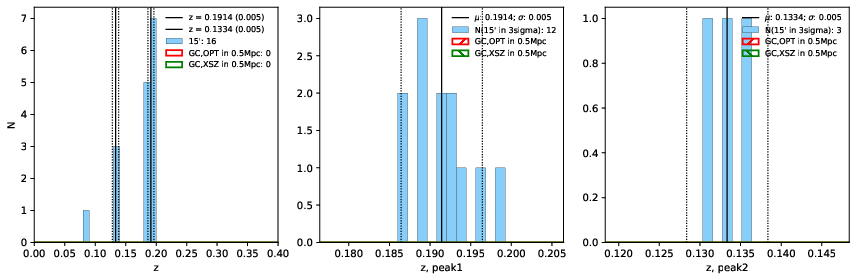 z = 0.1914 (0.005)
z = 0.1334 (0.005)
15': 16
GC,OPT in 0.5Mpc: 0
GC,XSZ in 0.5Mpc: 0
N
7
6
5
4
3
2
1
0
0.00 0.05 0.10 0.15 0.20 0.25 0.30 0.35 0.40
z
μ: 0.1914; σ: 0.005
N(15' in 3sigma): 12
GC,OPT in 0.5Mpc
GC,XSZ in 0.5Mpc
3.0
2.5
2.0
1.5
1.0
0.5
0.0
0.180 0.185 0.190 0.195 0.200 0.205
z, peak1
μ: 0.1334; σ: 0.005
N(15' in 3sigma): 3
GC,OPT in 0.5Mpc
GC,XSZ in 0.5Mpc
1.0
0.8
0.6
0.4
0.2
0.0
0.120 0.125 0.130 0.135 0.140 0.145
z, peak2